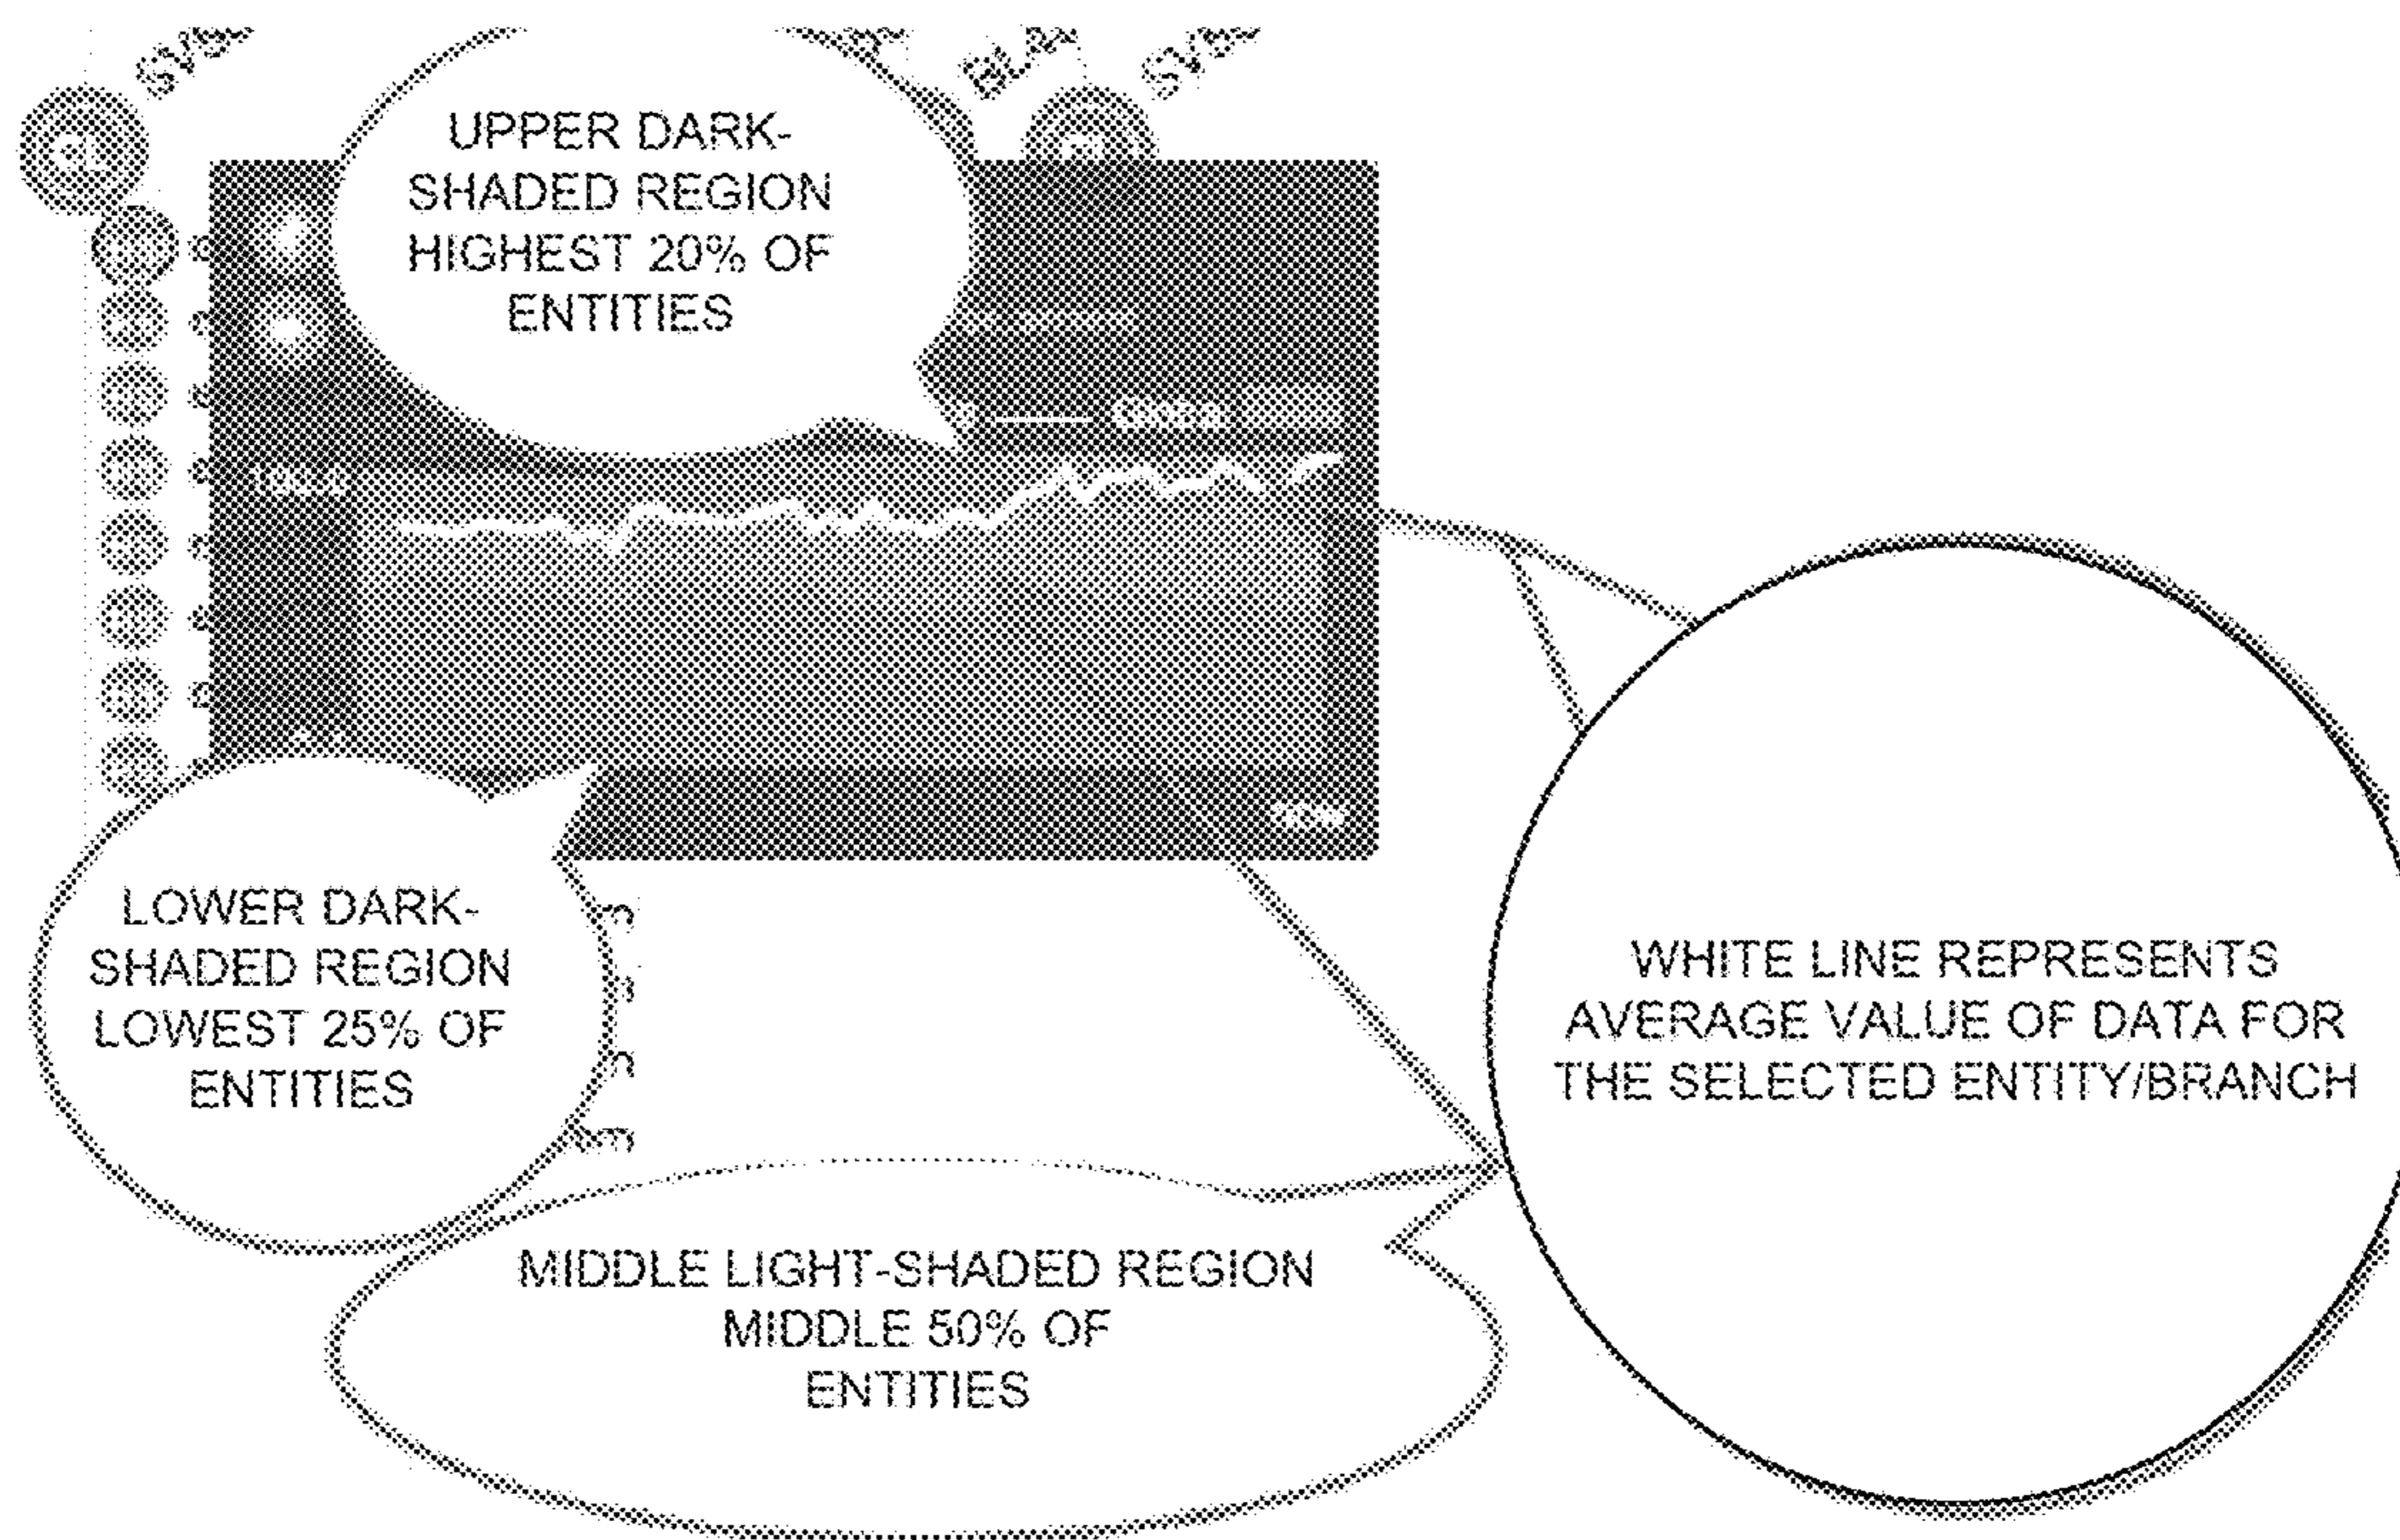 UPPER DARK-
SHADED REGION
HIGHEST 20% OF
ENTITIES
LOWER DARK-
SHADED REGION
LOWEST 25% OF
ENTITIES
WHITE LINE REPRESENTS
AVERAGE VALUE OF DATA FOR
THE SELECTED ENTITY/BRANCH
MIDDLE LIGHT-SHADED REGION
MIDDLE 50% OF
ENTITIES